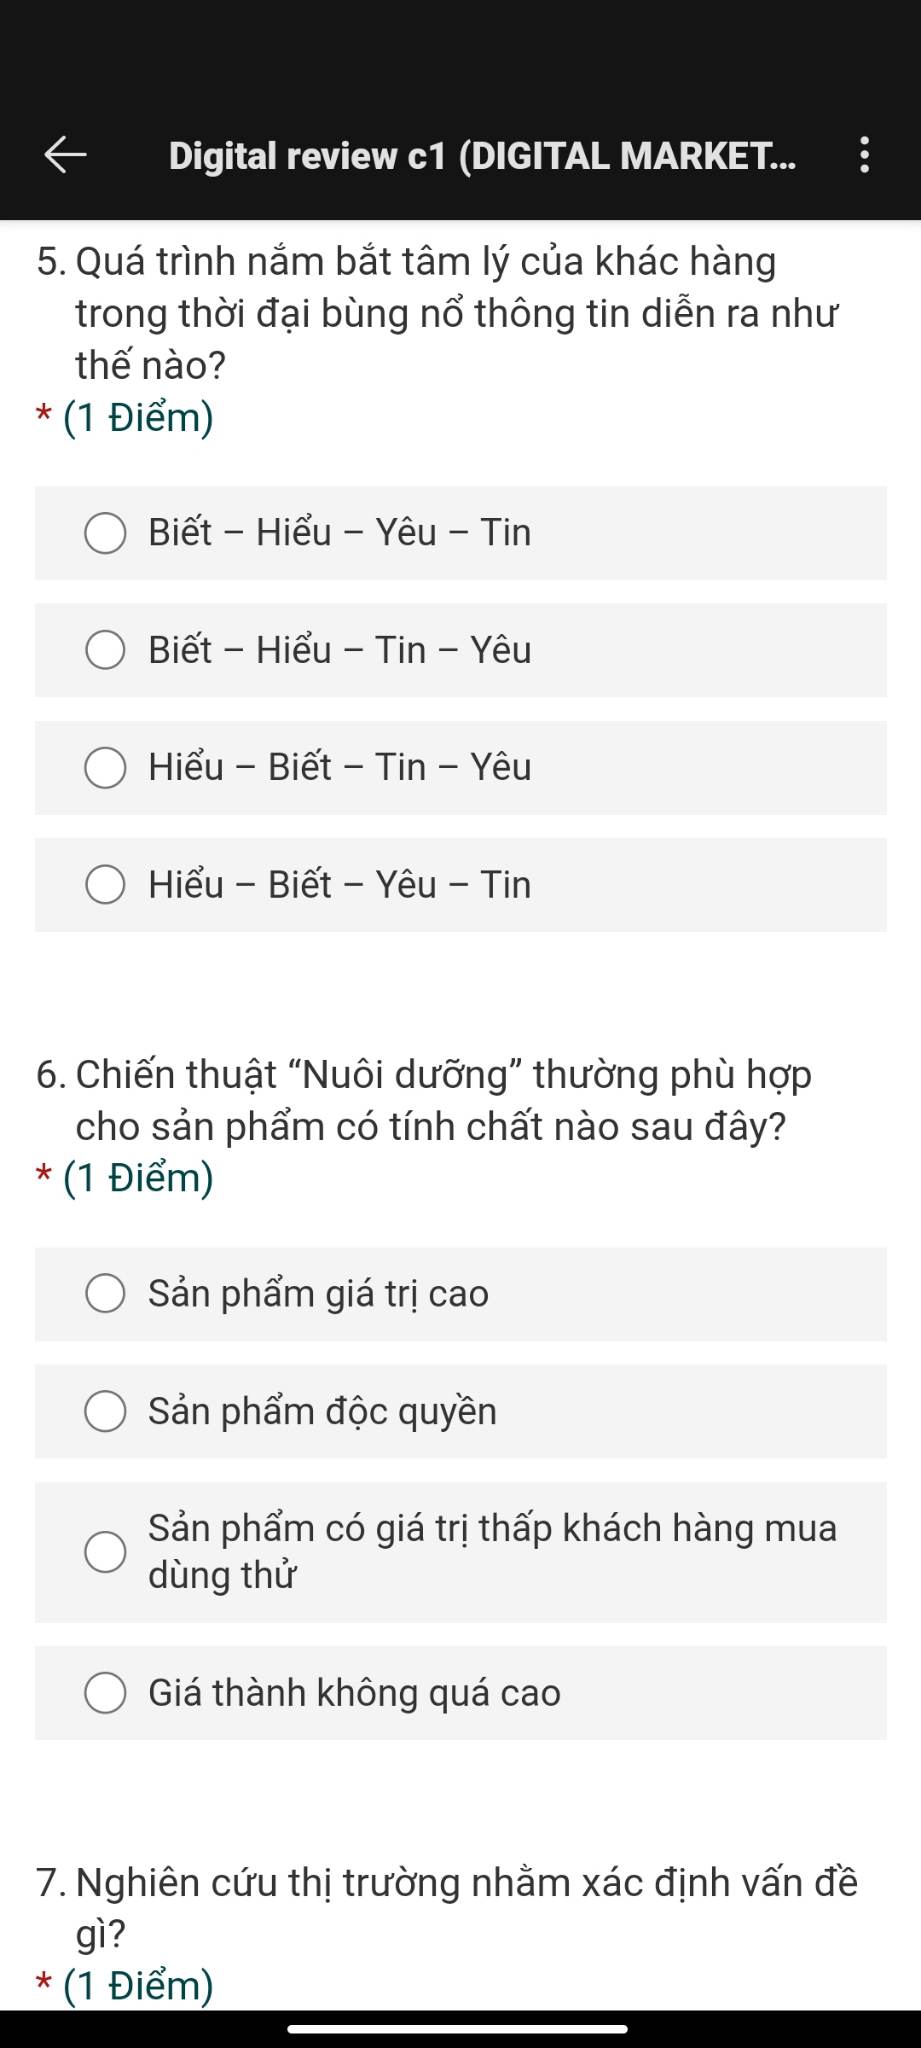 Digital review c1 (DIGITAL MARKET...
5. Quá trình nắm bắt tâm lý của khác hàng
trong thời đại bùng nổ thông tin diễn ra như
thế nào?
* (1 Điểm)
Biết – Hiểu – Yêu – Tin
Biết – Hiểu – Tin – Yêu
Hiểu – Biết – Tin – Yêu
Hiểu – Biết – Yêu – Tin
6. Chiến thuật “Nuôi dưỡng” thường phù hợp
cho sản phẩm có tính chất nào sau đây?
* (1 Điểm)
Sản phẩm giá trị cao
Sản phẩm độc quyền
Sản phẩm có giá trị thấp khách hàng mua
dùng thử
Giá thành không quá cao
7. Nghiên cứu thị trường nhằm xác định vấn đề
gì?
* (1 Điểm)